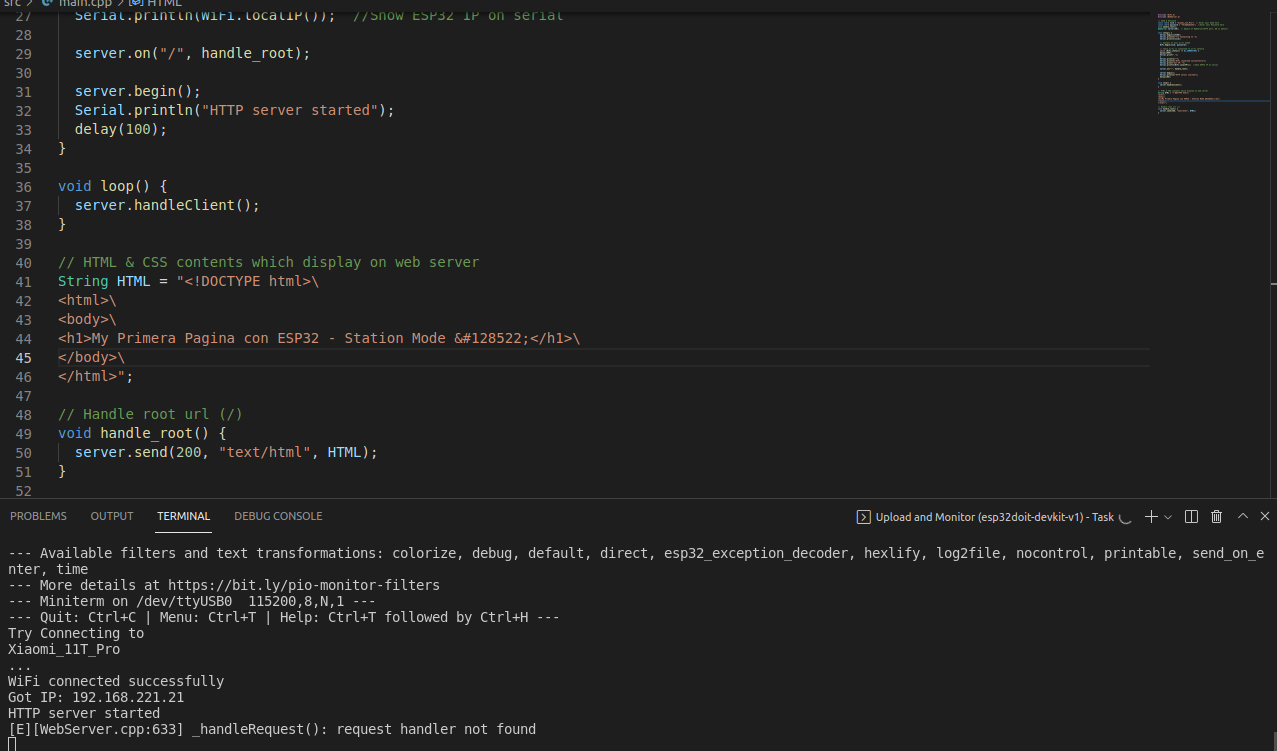 src > main.cpp > HTML
27 Serial.println(WiFi.localIP());  //Show ESP32 IP on serial
28
29 server.on("/", handle_root);
30
31 server.begin();
32 Serial.println("HTTP server started");
33 delay(100);
34 }
35
36 void loop() {
37 server.handleClient();
38 }
39
40 // HTML & CSS contents which display on web server
41 String HTML = "<!DOCTYPE html>\
42 <html>\
43 <body>\
44 <h1>My Primera Pagina con ESP32 - Station Mode &#128522;</h1>\
45 </body>\
46 </html>";
47
48 // Handle root url (/)
49 void handle_root() {
50 server.send(200, "text/html", HTML);
51 }
52
PROBLEMS OUTPUT TERMINAL DEBUG CONSOLE Upload and Monitor (esp32doit-devkit-v1) - Task
--- Available filters and text transformations: colorize, debug, default, direct, esp32_exception_decoder, hexlify, log2file, nocontrol, printable, send_on_e
nter, time
--- More details at https://bit.ly/pio-monitor-filters
--- Miniterm on /dev/ttyUSB0  115200,8,N,1 ---
--- Quit: Ctrl+C | Menu: Ctrl+T | Help: Ctrl+T followed by Ctrl+H ---
Try Connecting to
Xiaomi_11T_Pro
...
WiFi connected successfully
Got IP: 192.168.221.21
HTTP server started
[E][WebServer.cpp:633] _handleRequest(): request handler not found